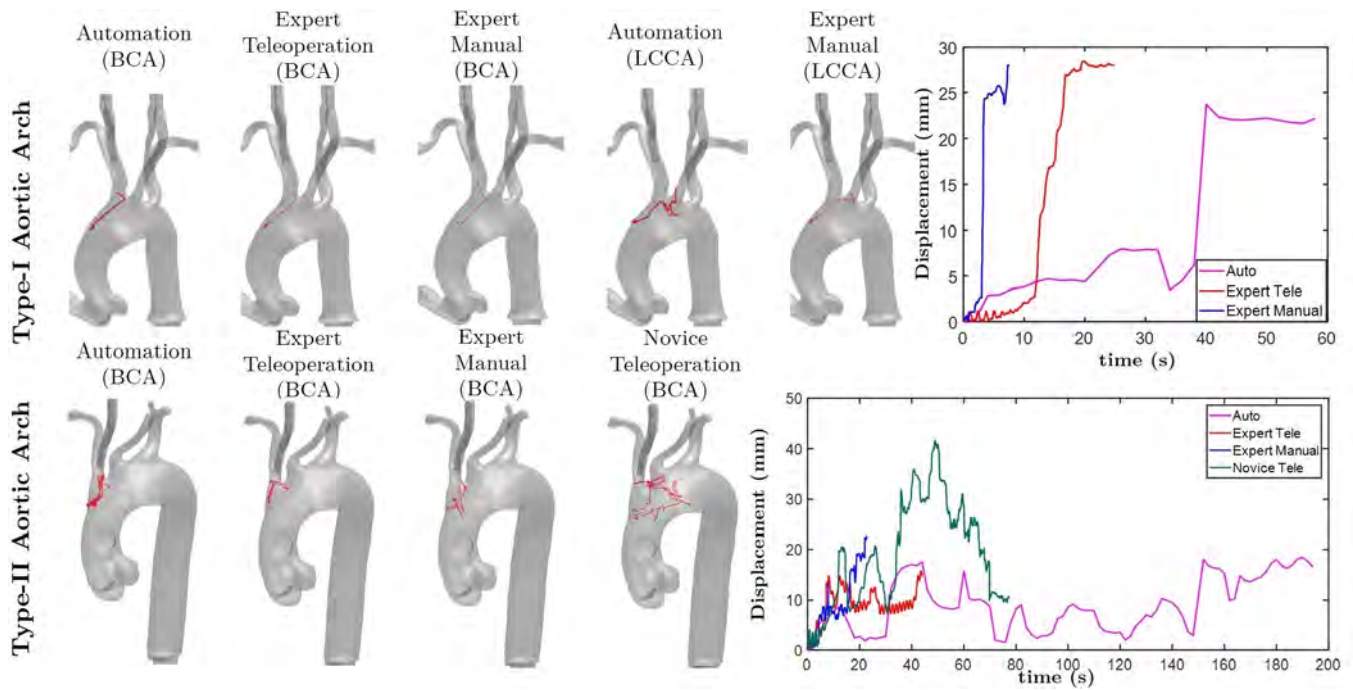 Automation
(BCA)
Expert
Teleoperation
(BCA)
Expert
Manual
(BCA)
Automation
(LCCA)
Expert
Manual
(LCCA)
Type-I Aortic Arch
Displacement (mm)
30
25
20
15
10
5
0
0 10 20 30 40 50 60
time (s)
Auto
Expert Tele
Expert Manual
Automation
(BCA)
Expert
Teleoperation
(BCA)
Expert
Manual
(BCA)
Novice
Teleoperation
(BCA)
Type-II Aortic Arch
Displacement (mm)
50
40
30
20
10
0
0 20 40 60 80 100 120 140 160 180 200
time (s)
Auto
Expert Tele
Expert Manual
Novice Tele